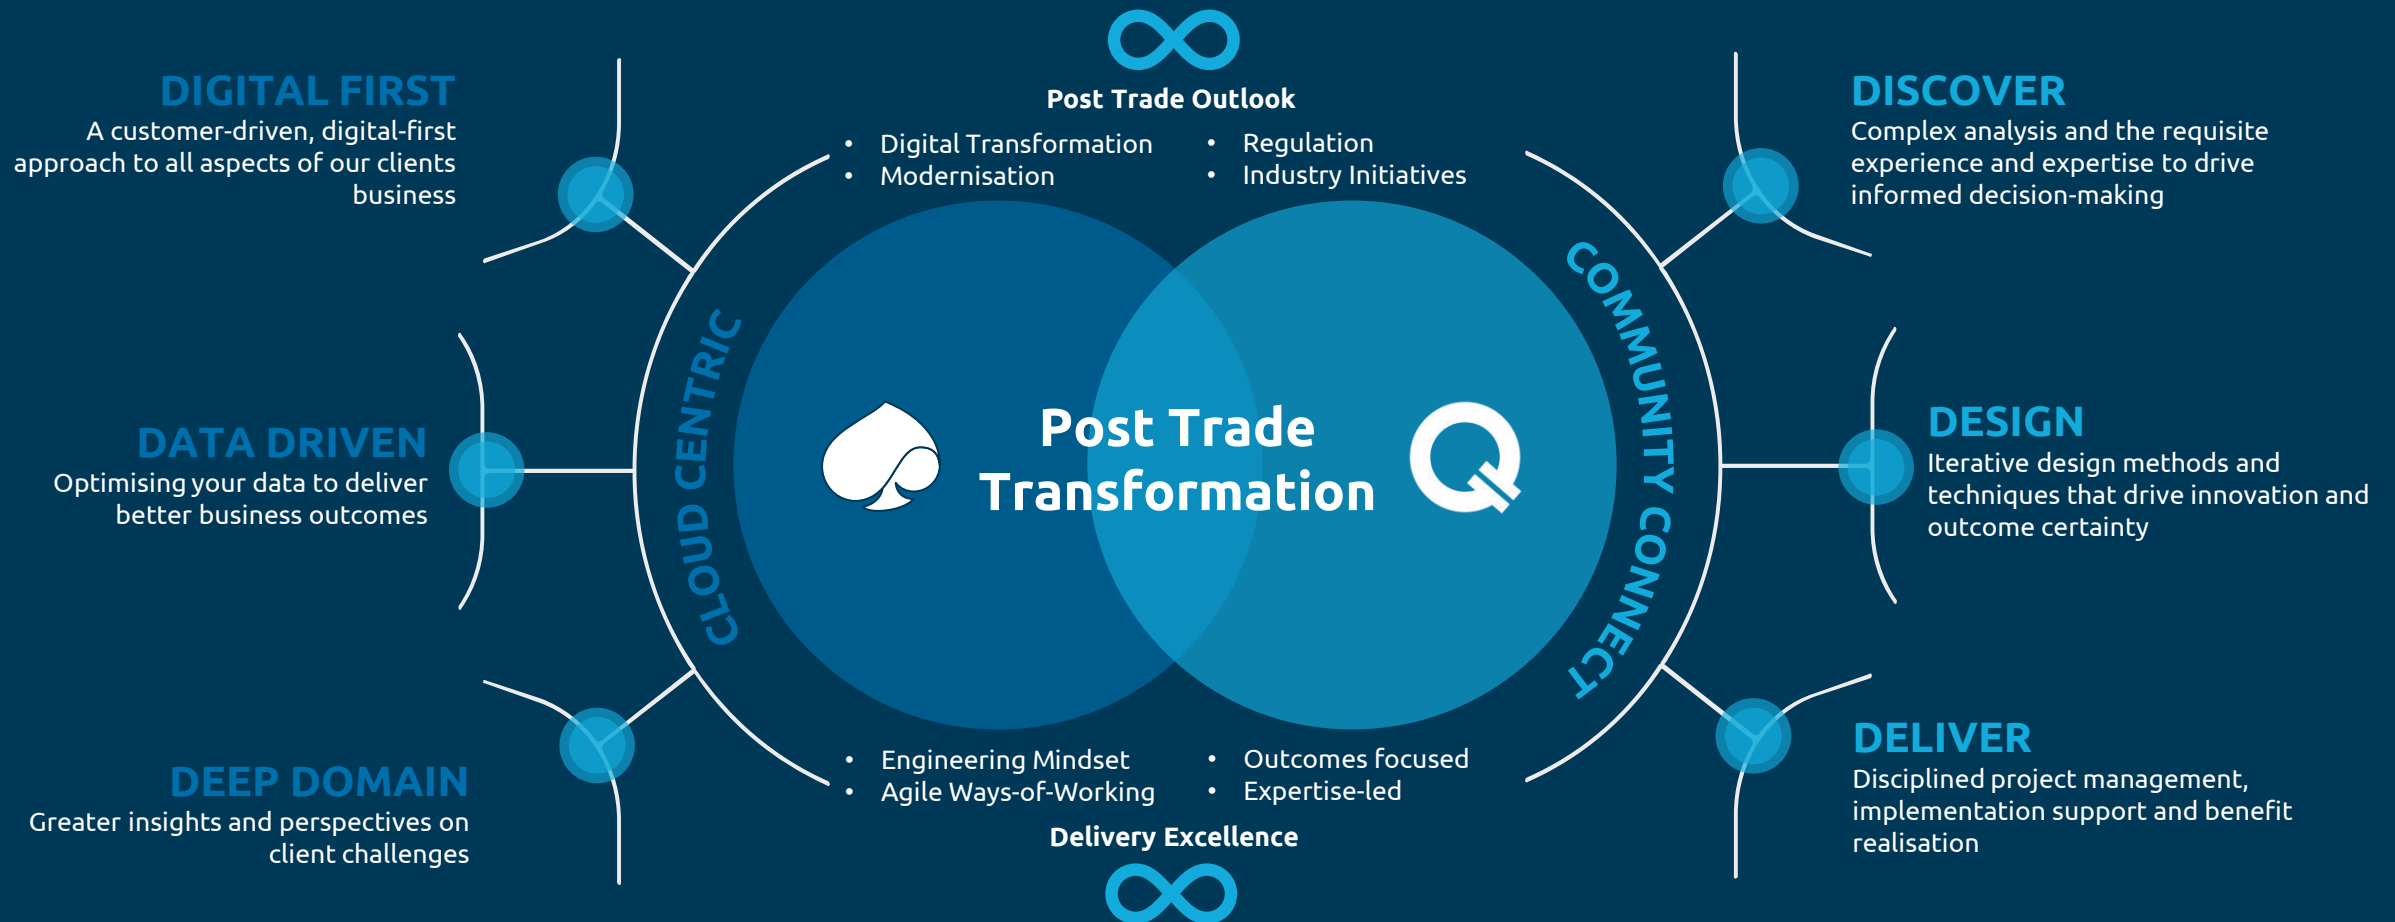 Post Trade Outlook
• Digital Transformation
• Modernisation
• Regulation
• Industry Initiatives
DIGITAL FIRST
A customer-driven, digital-first
approach to all aspects of our clients
business
DATA DRIVEN
Optimising your data to deliver
better business outcomes
DEEP DOMAIN
Greater insights and perspectives on
client challenges
CLOUD CENTRIC
Post Trade
Transformation
COMMUNITY CONNECT
DISCOVER
Complex analysis and the requisite
experience and expertise to drive
informed decision-making
DESIGN
Iterative design methods and
techniques that drive innovation and
outcome certainty
DELIVER
Disciplined project management,
implementation support and benefit
realisation
• Engineering Mindset
• Agile Ways-of-Working
• Outcomes focused
• Expertise-led
Delivery Excellence